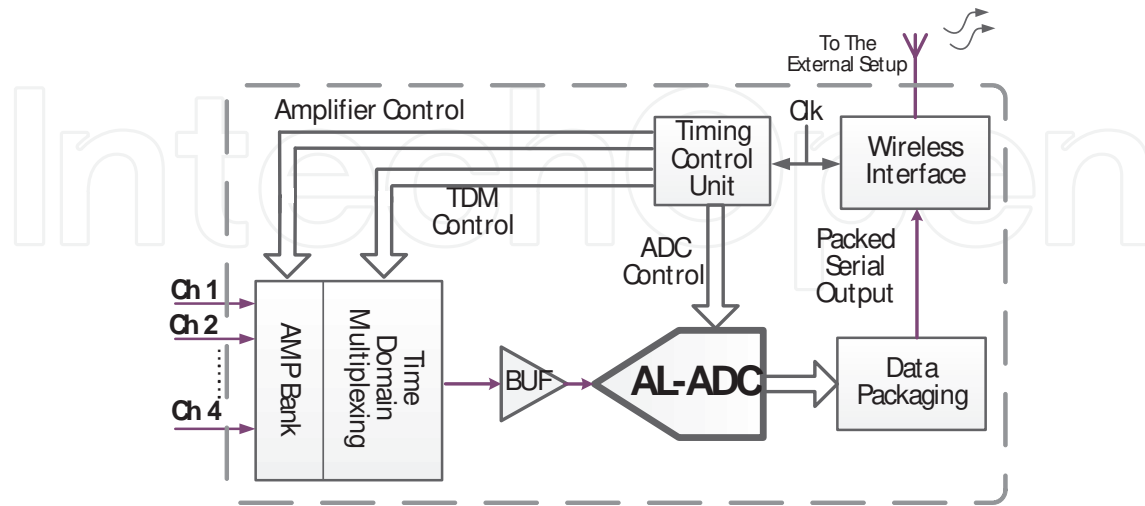 To The
External Setup
Amplifier Control
Clk
Timing
Control
Unit
Wireless
Interface
TDM
Control
ADC
Control
Packed
Serial
Output
Ch 1
Ch 2
........
Ch 4
AMP Bank
Time
Domain
Multiplexing
BUF
AL-ADC
Data
Packaging
IntechOpen